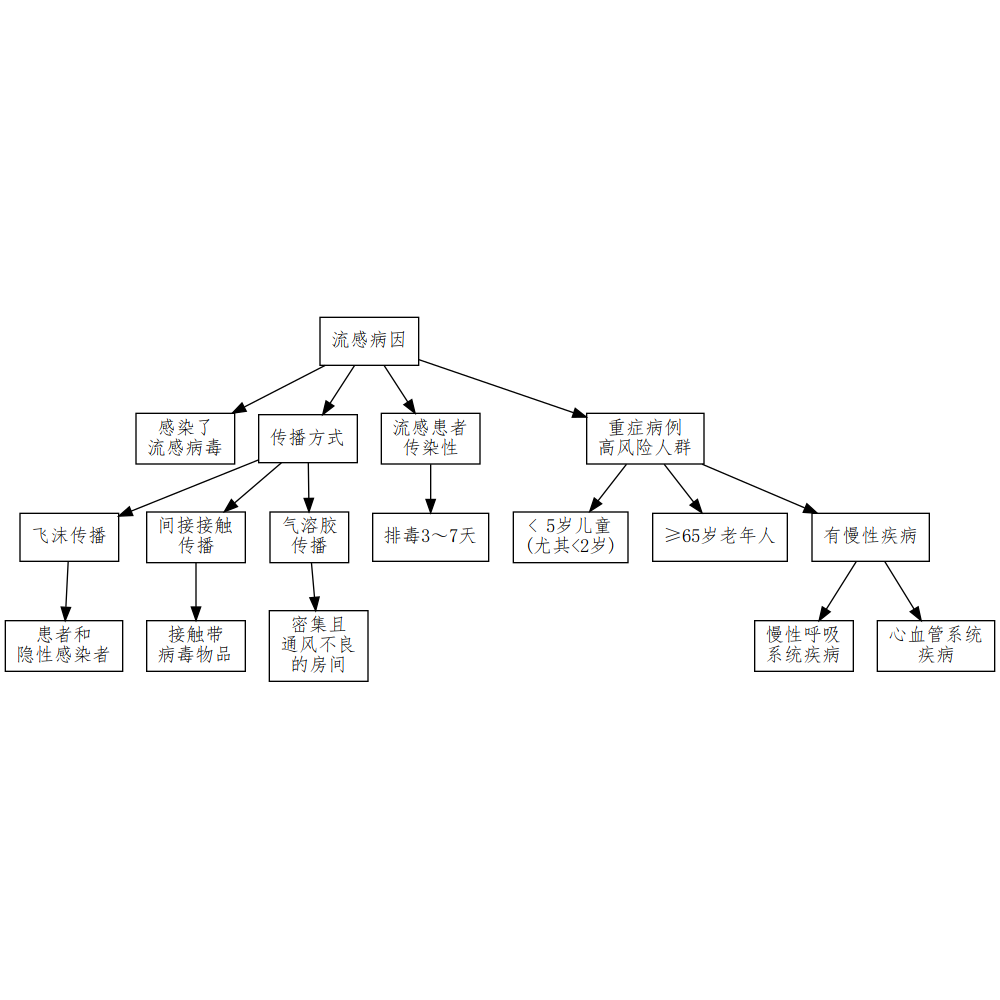 流感病因
感染了
流感病毒
传播方式
流感患者
传染性
重症病例
高风险人群
飞沫传播
间接接触
传播
气溶胶
传播
排毒3～7天
< 5岁儿童
(尤其<2岁)
≥65岁老年人
有慢性疾病
患者和
隐性感染者
接触带
病毒物品
密集且
通风不良
的房间
慢性呼吸
系统疾病
心血管系统
疾病